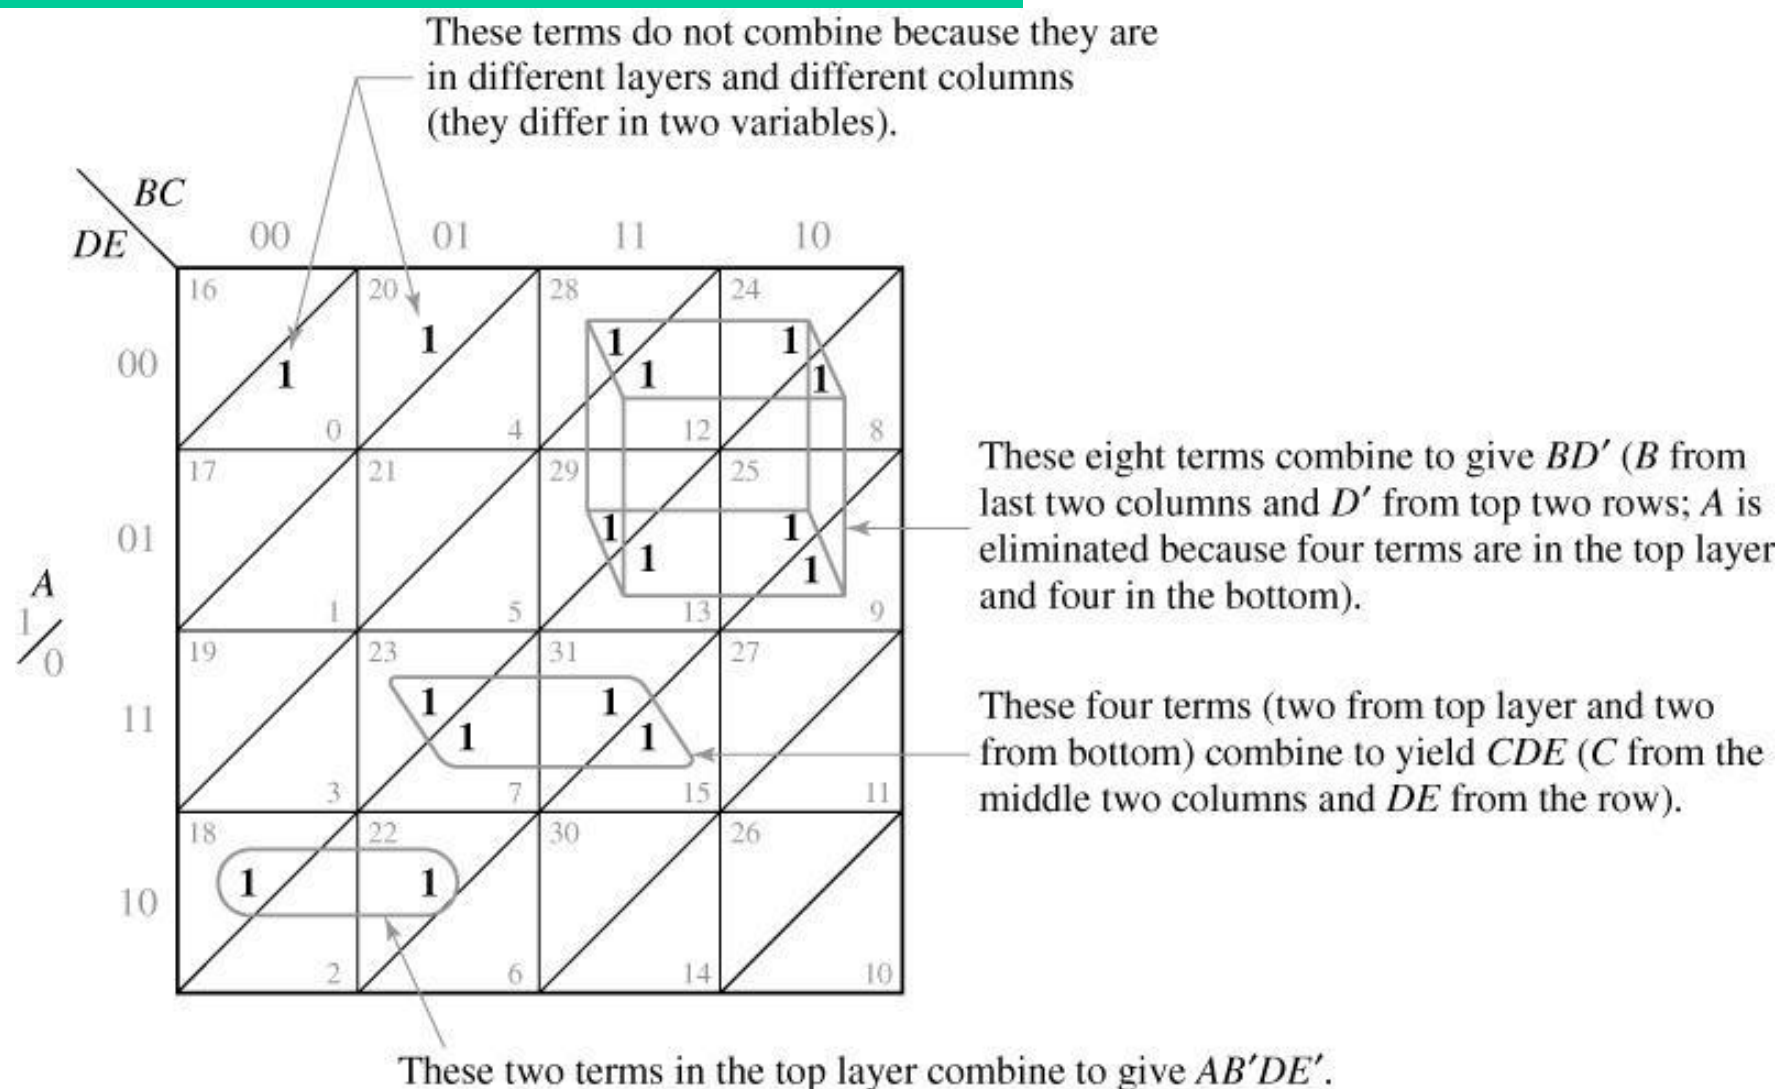 These terms do not combine because they are
in different layers and different columns
(they differ in two variables).
BC
DE 00 01 11 10
16 20 28 24
1 1 1 1
00 1 1
0 4 12 8
17 21 29 25
01 1 1
1 1
1 5 13 9
These eight terms combine to give BD′ (B from
last two columns and D′ from top two rows; A is
eliminated because four terms are in the top layer
and four in the bottom).
A
1
0
19 23 31 27
1 1
11 1 1
3 7 15 11
These four terms (two from top layer and two
from bottom) combine to yield CDE (C from the
middle two columns and DE from the row).
18 22 30 26
10 1 1
2 6 14 10
These two terms in the top layer combine to give AB′DE′.